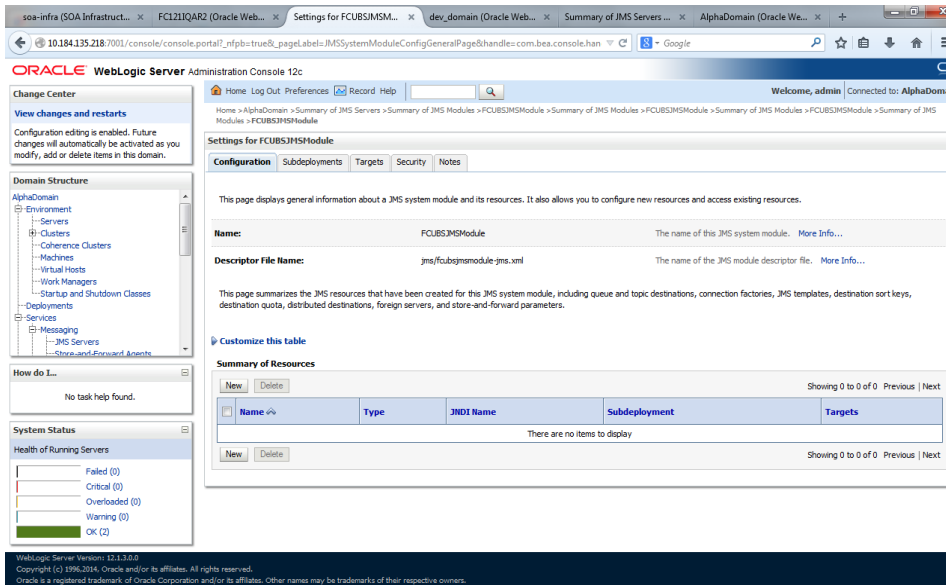 soa-infra (SOA Infrastruct... × FC121IQAR2 (Oracle Web... × Settings for FCUBSJMSM... × dev_domain (Oracle Web... × Summary of JMS Servers ... × AlphaDomain (Oracle We... × +
10.184.135.218:7001/console/console.portal?_nfpb=true&_pageLabel=JMSSystemModuleConfigGeneralPage&handle=com.bea.console.han
8 - Google
ORACLE WebLogic Server Administration Console 12c
Change Center
View changes and restarts
Configuration editing is enabled. Future
changes will automatically be activated as you
modify, add or delete items in this domain.
Domain Structure
AlphaDomain
Environment
Servers
Clusters
Coherence Clusters
Machines
Virtual Hosts
Work Managers
Startup and Shutdown Classes
Deployments
Services
Messaging
JMS Servers
Store-and-Forward Agents
How do I...
No task help found.
System Status
Health of Running Servers
Failed (0)
Critical (0)
Overloaded (0)
Warning (0)
OK (2)
Home Log Out Preferences Record Help
Welcome, admin Connected to: AlphaDom
Home >AlphaDomain >Summary of JMS Servers >Summary of JMS Modules >FCUBSJMSModule >Summary of JMS Modules >FCUBSJMSModule >Summary of JMS Modules >FCUBSJMSModule >Summary of JMS
Modules >FCUBSJMSModule
Settings for FCUBSJMSModule
Configuration Subdeployments Targets Security Notes
This page displays general information about a JMS system module and its resources. It also allows you to configure new resources and access existing resources.
Name: FCUBSJMSModule The name of this JMS system module. More Info...
Descriptor File Name: jms/fcubsjmsmodule-jms.xml The name of the JMS module descriptor file. More Info...
This page summarizes the JMS resources that have been created for this JMS system module, including queue and topic destinations, connection factories, JMS templates, destination sort keys,
destination quota, distributed destinations, foreign servers, and store-and-forward parameters.
Customize this table
Summary of Resources
New Delete Showing 0 to 0 of 0 Previous | Next
Name Type JNDI Name Subdeployment Targets
There are no items to display
New Delete Showing 0 to 0 of 0 Previous | Next
WebLogic Server Version: 12.1.3.0.0
Copyright (c) 1996,2014, Oracle and/or its affiliates. All rights reserved.
Oracle is a registered trademark of Oracle Corporation and/or its affiliates. Other names may be trademarks of their respective owners.